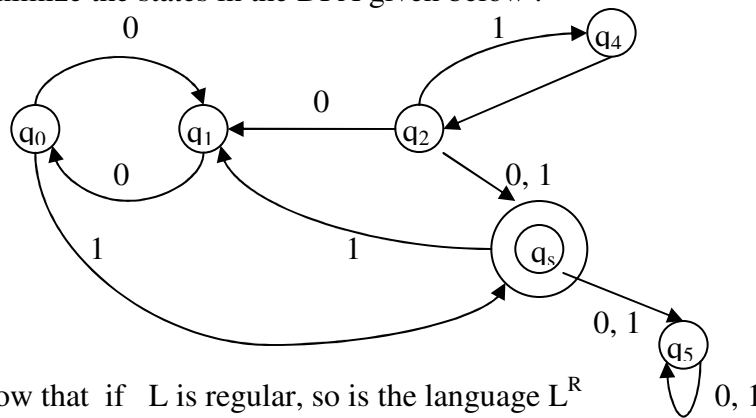 minimize the states in the DFA given below :
0
1
q4
0
q0
q1
q2
0
0, 1
1
1
qs
0, 1
q5
ow that if L is regular, so is the language L^R
0, 1